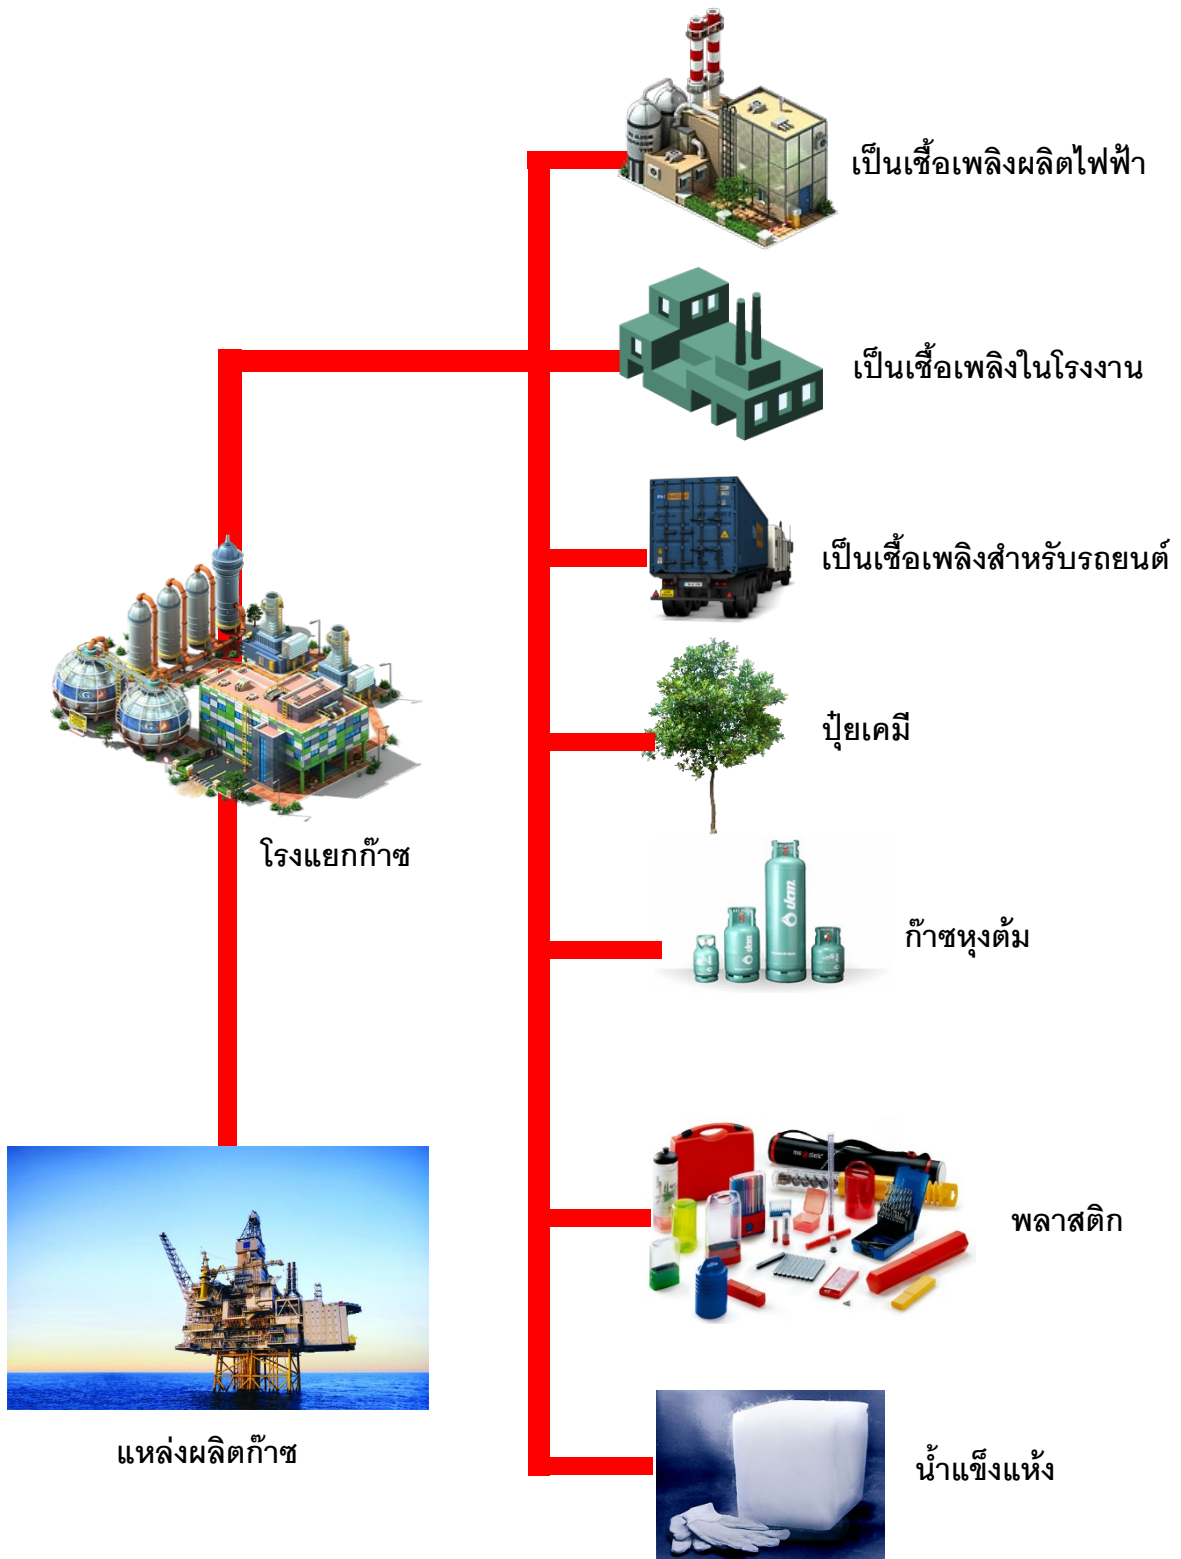 เป็นเชื้อเพลิงผลิตไฟฟ้า
เป็นเชื้อเพลิงในโรงงาน
เป็นเชื้อเพลิงสำหรับรถยนต์
ปุ๋ยเคมี
โรงแยกก๊าซ
ก๊าซหุงต้ม
ปตท.
พลาสติก
แหล่งผลิตก๊าซ
น้ำแข็งแห้ง